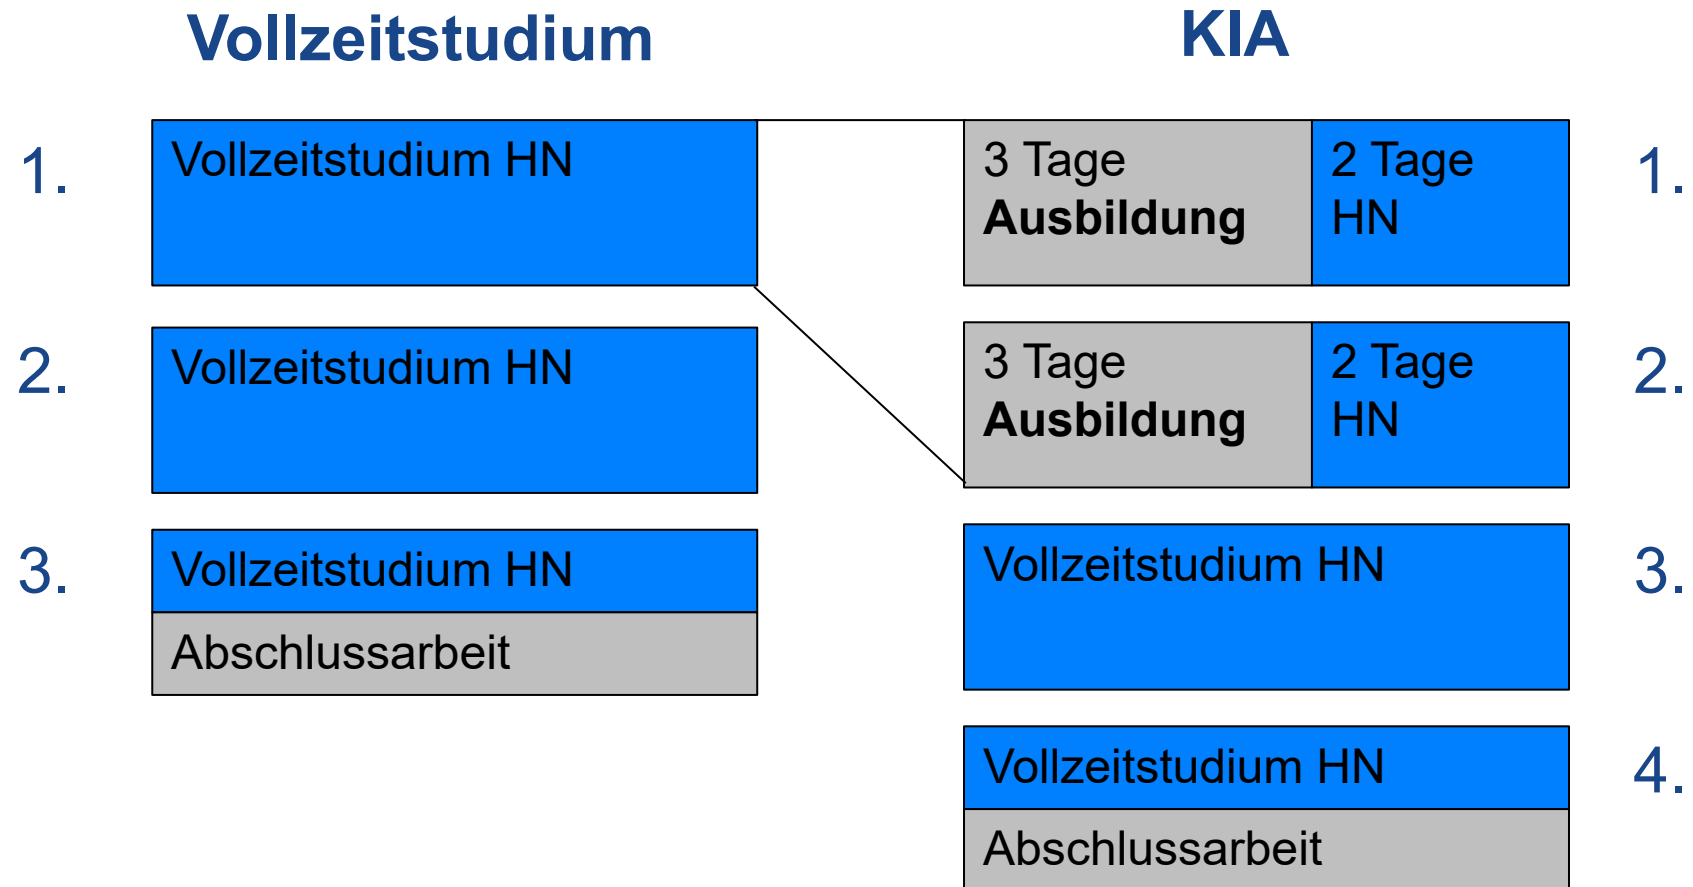 Vollzeitstudium
KIA
1.
Vollzeitstudium HN
3 Tage
Ausbildung
2 Tage
HN
1.
2.
Vollzeitstudium HN
3 Tage
Ausbildung
2 Tage
HN
2.
3.
Vollzeitstudium HN
Abschlussarbeit
Vollzeitstudium HN
3.
Vollzeitstudium HN
Abschlussarbeit
4.